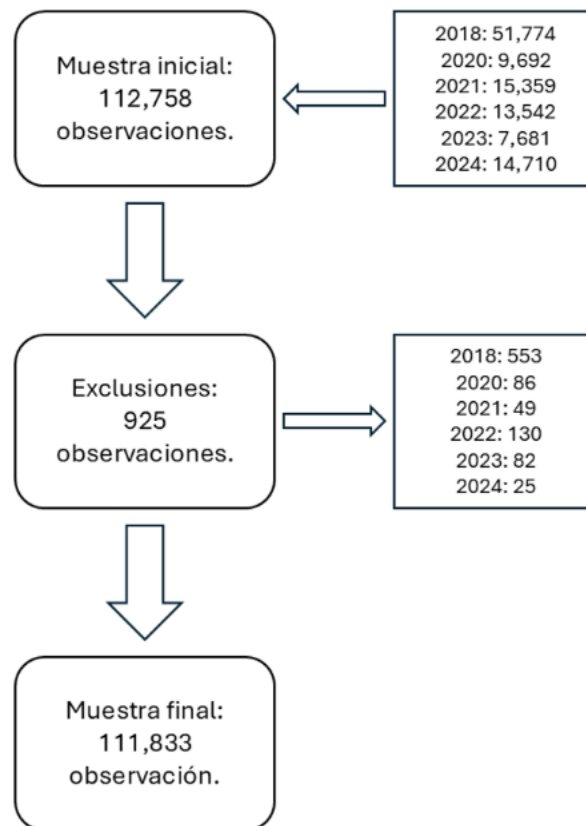 Muestra inicial:
112,758
observaciones.
2018: 51,774
2020: 9,692
2021: 15,359
2022: 13,542
2023: 7,681
2024: 14,710
Exclusiones:
925
observaciones.
2018: 553
2020: 86
2021: 49
2022: 130
2023: 82
2024: 25
Muestra final:
111,833
observación.